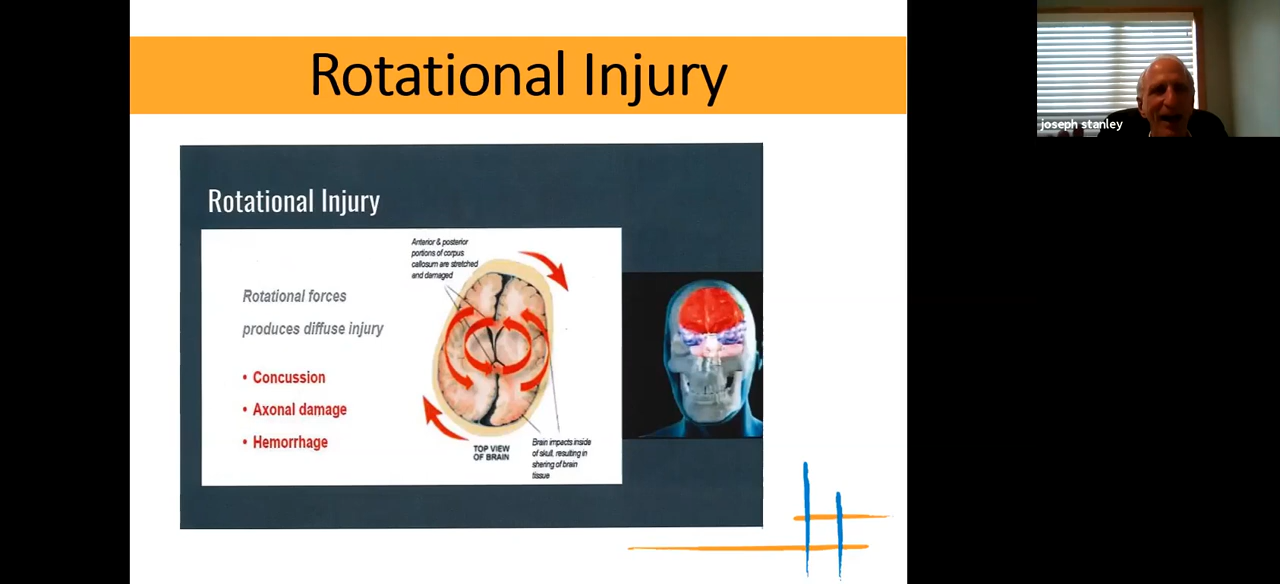 Rotational Injury
joseph stanley
Rotational Injury
Anterior & posterior
portions of corpus
callosum are stretched
and damaged
Rotational forces
produces diffuse injury
• Concussion
• Axonal damage
• Hemorrhage
TOP VIEW
OF BRAIN
Brain impacts inside
of skull, resulting in
shering of brain
tissue